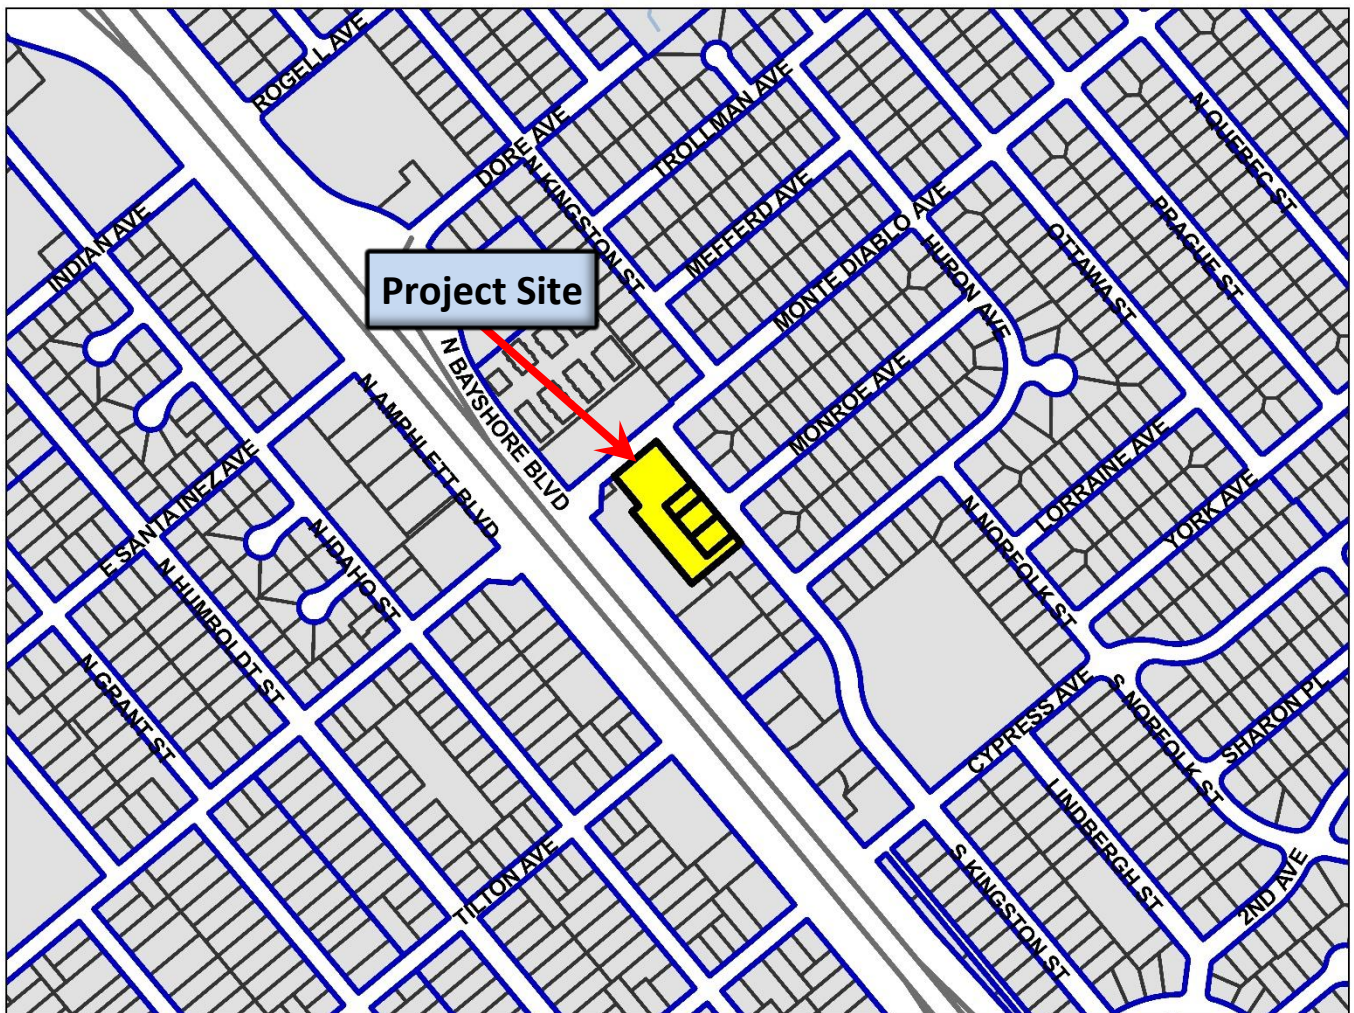 ROGELL AVE
DORE AVE
TROLLMAN AVE
N KINGSTON ST
MEFFERD AVE
N QUEBEC ST
PRAGUE ST
OTTAWA ST
INDIAN AVE
MONTE DIABLO AVE
HURON AVE
Project Site
N BAYSHORE BLVD
N AMPHLETT BLVD
MONROE AVE
LORRAINE AVE
YORK AVE
E SANTA INEZ AVE
N IDAHO ST
N HUMBOLDT ST
N NORFOLK ST
N GRANT ST
CYPRESS AVE
S NORFOLK ST
SHARON PL
LINDBERGH ST
TILTON AVE
S KINGSTON ST
2ND AVE